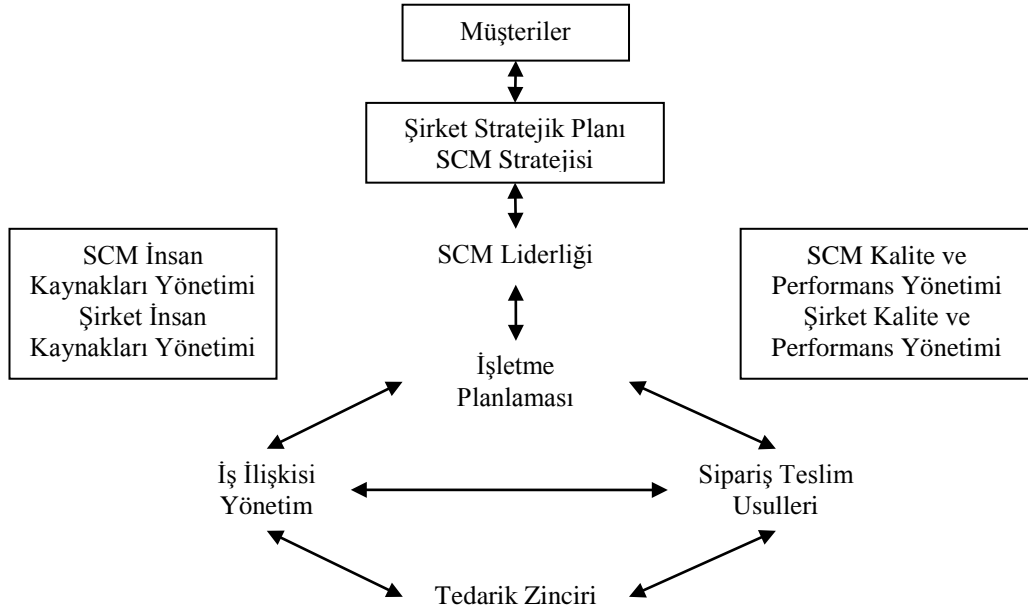 Müşteriler
Şirket Stratejik Planı
SCM Stratejisi
SCM Liderliği
SCM İnsan
Kaynakları Yönetimi
Şirket İnsan
Kaynakları Yönetimi
SCM Kalite ve
Performans Yönetimi
Şirket Kalite ve
Performans Yönetimi
İşletme
Planlaması
İş İlişkisi
Yönetim
Sipariş Teslim
Usulleri
Tedarik Zinciri